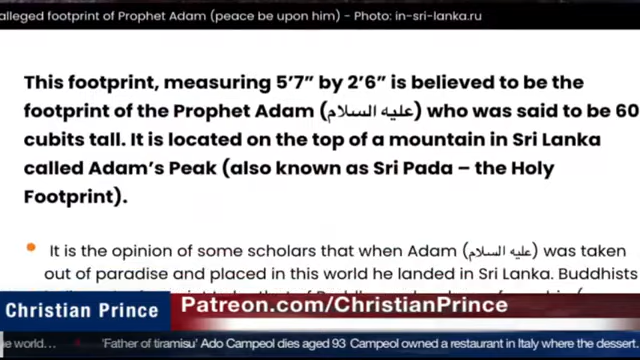 alleged footprint of Prophet Adam (peace be upon him) - Photo: in-sri-lanka.ru
This footprint, measuring 5’7” by 2’6” is believed to be the
footprint of the Prophet Adam (عليه السلام) who was said to be 60
cubits tall. It is located on the top of a mountain in Sri Lanka
called Adam’s Peak (also known as Sri Pada – the Holy
Footprint).
It is the opinion of some scholars that when Adam (عليه السلام) was taken
out of paradise and placed in this world he landed in Sri Lanka. Buddhists
Christian Prince
Patreon.com/ChristianPrince
he world...
'Father of tiramisu' Ado Campeol dies aged 93 Campeol owned a restaurant in Italy where the dessert.